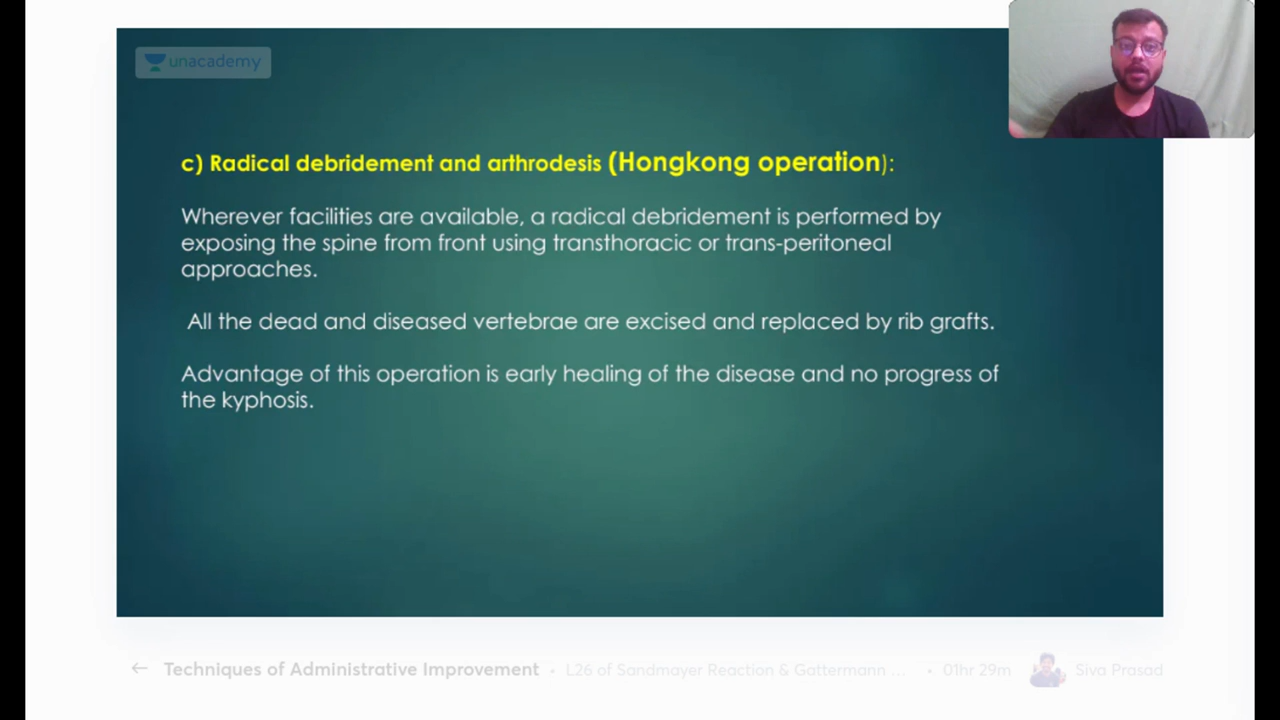 unacademy
c) Radical debridement and arthrodesis (Hongkong operation):
Wherever facilities are available, a radical debridement is performed by
exposing the spine from front using transthoracic or trans-peritoneal
approaches.
All the dead and diseased vertebrae are excised and replaced by rib grafts.
Advantage of this operation is early healing of the disease and no progress of
the kyphosis.
← Techniques of Administrative Improvement • L26 of Sandmayer Reaction & Gattermann ... • 01hr 29m Siva Prasad